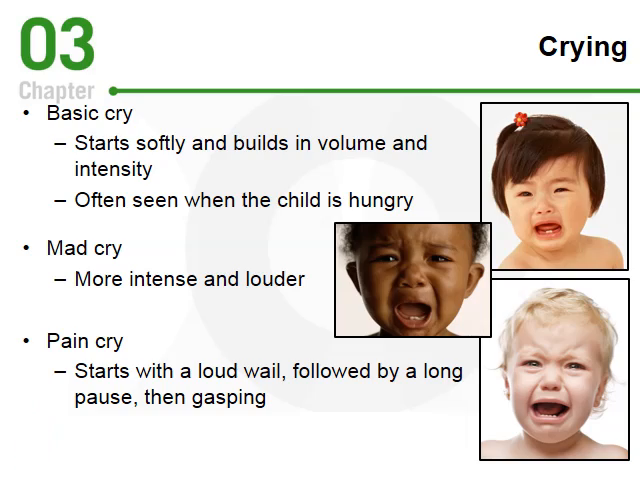 03
Chapter
Crying
• Basic cry
– Starts softly and builds in volume and
intensity
– Often seen when the child is hungry
• Mad cry
– More intense and louder
• Pain cry
– Starts with a loud wail, followed by a long
pause, then gasping